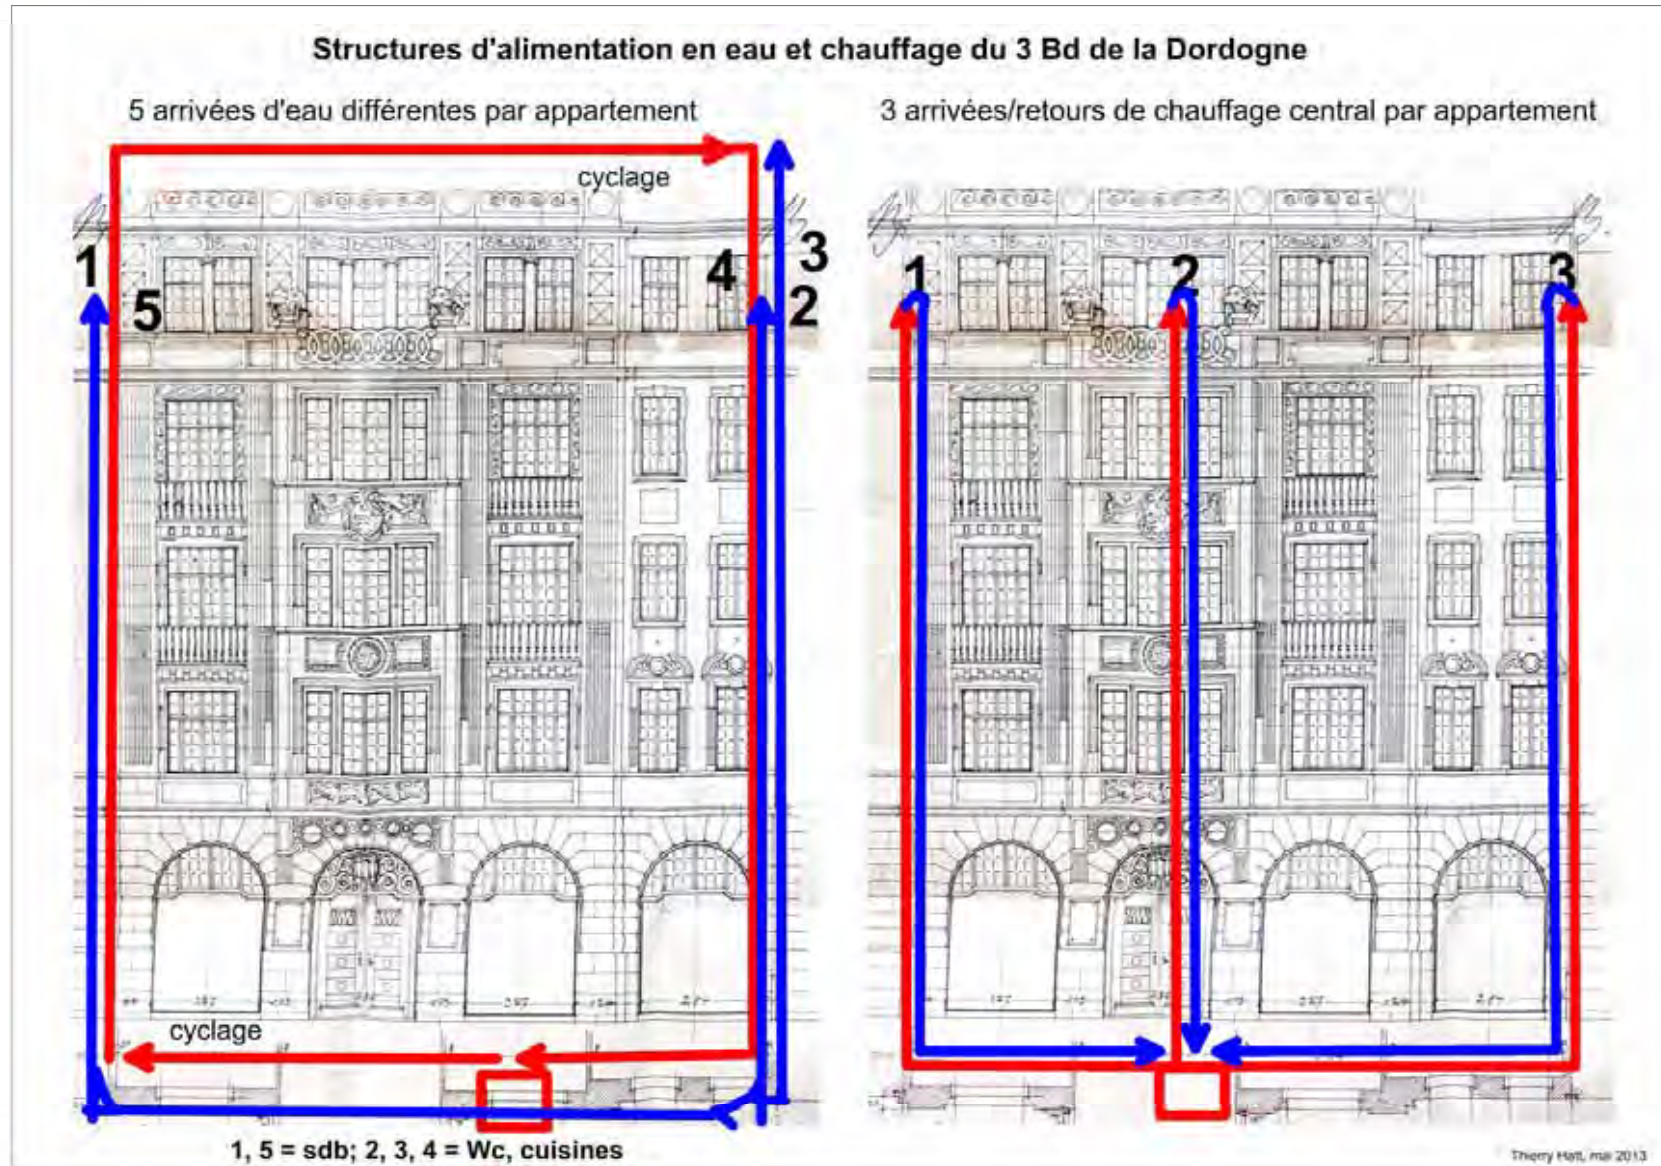 Structures d'alimentation en eau et chauffage du 3 Bd de la Dordogne
5 arrivées d'eau différentes par appartement
3 arrivées/retours de chauffage central par appartement
cyclage
1
5
4
3
2
1
2
3
cyclage
1, 5 = sdb; 2, 3, 4 = Wc, cuisines
Thierry Hatt, mai 2013